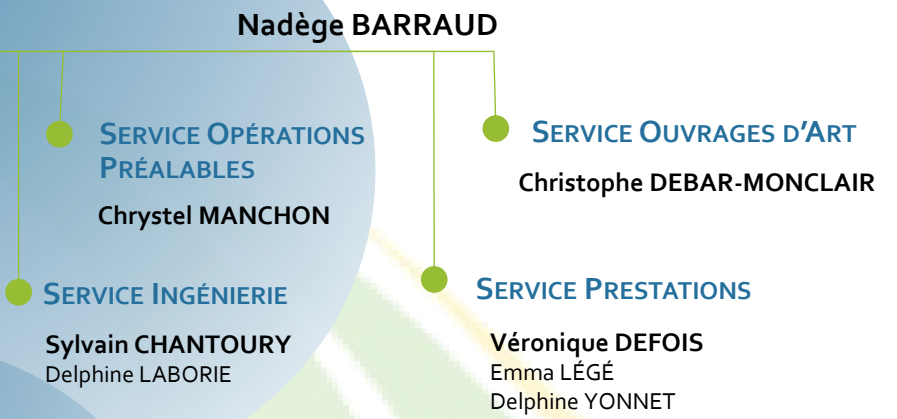 Nadège BARRAUD
SERVICE OPÉRATIONS
PRÉALABLES
Chrystel MANCHON
SERVICE OUVRAGES D'ART
Christophe DEBAR-MONCLAIR
SERVICE INGÉNIERIE
Sylvain CHANTOURY
Delphine LABORIE
SERVICE PRESTATIONS
Véronique DEFOIS
Emma LÉGÉ
Delphine YONNET